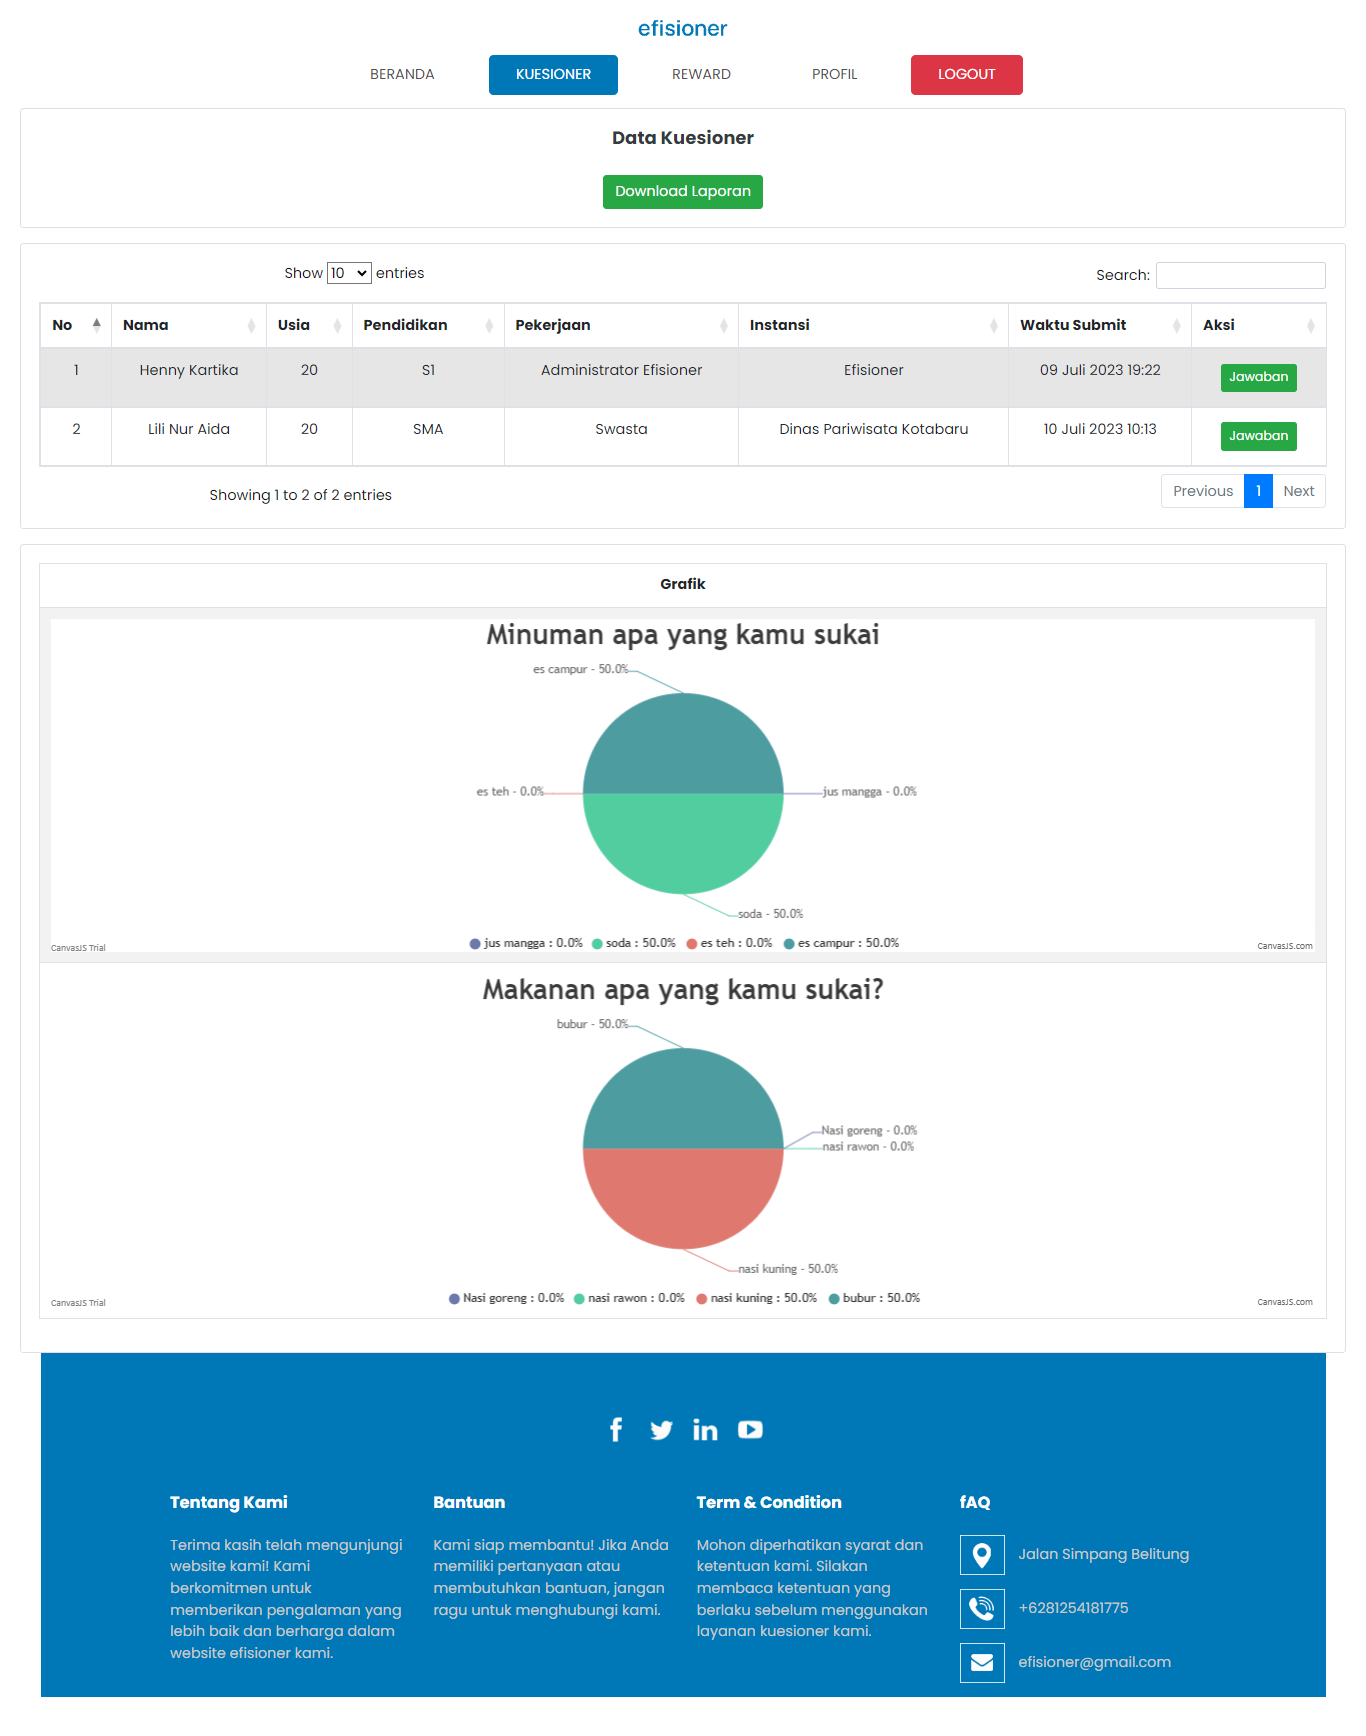 efisioner
BERANDA KUESIONER REWARD PROFIL LOGOUT
Data Kuesioner
Download Laporan
Show 10 entries Search:
No Nama Usia Pendidikan Pekerjaan Instansi Waktu Submit Aksi
1 Henny Kartika 20 S1 Administrator Efisioner Efisioner 09 Juli 2023 19:22 Jawaban
2 Lili Nur Aida 20 SMA Swasta Dinas Pariwisata Kotabaru 10 Juli 2023 10:13 Jawaban
Showing 1 to 2 of 2 entries Previous 1 Next
Grafik
Minuman apa yang kamu sukai
es campur - 50.0%
es teh - 0.0% jus mangga - 0.0%
soda - 50.0%
jus mangga : 0.0% soda : 50.0% es teh : 0.0% es campur : 50.0%
CanvasJS Trial CanvasJS.com
Makanan apa yang kamu sukai?
bubur - 50.0%
Nasi goreng - 0.0%
nasi rawon - 0.0%
nasi kuning - 50.0%
Nasi goreng : 0.0% nasi rawon : 0.0% nasi kuning : 50.0% bubur : 50.0%
CanvasJS Trial CanvasJS.com
Tentang Kami
Terima kasih telah mengunjungi
website kami! Kami
berkomitmen untuk
memberikan pengalaman yang
lebih baik dan berharga dalam
website efisioner kami.
Bantuan
Kami siap membantu! Jika Anda
memiliki pertanyaan atau
membutuhkan bantuan, jangan
ragu untuk menghubungi kami.
Term & Condition
Mohon diperhatikan syarat dan
ketentuan kami. Silakan
membaca ketentuan yang
berlaku sebelum menggunakan
layanan kuesioner kami.
fAQ
Jalan Simpang Belitung
+6281254181775
efisioner@gmail.com